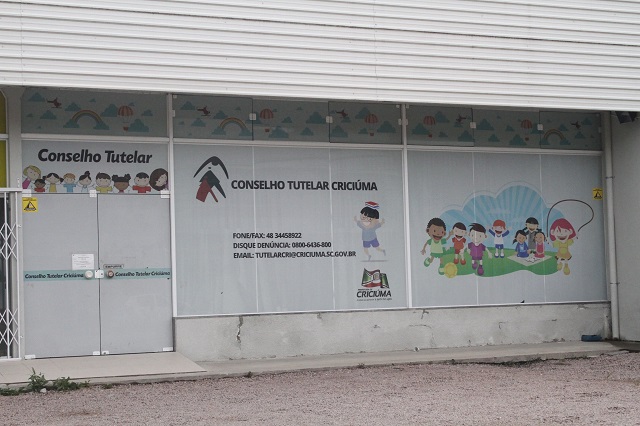 Conselho Tutelar
CONSELHO TUTELAR CRICIÚMA
FONE/FAX: 48 34458922
DISQUE DENÚNCIA: 0800-6436-800
EMAIL: TUTELARCRI@CRICIUMA.SC.GOV.BR
Conselho Tutelar Criciúma
Conselho Tutelar Criciúma
CRICIÚMA